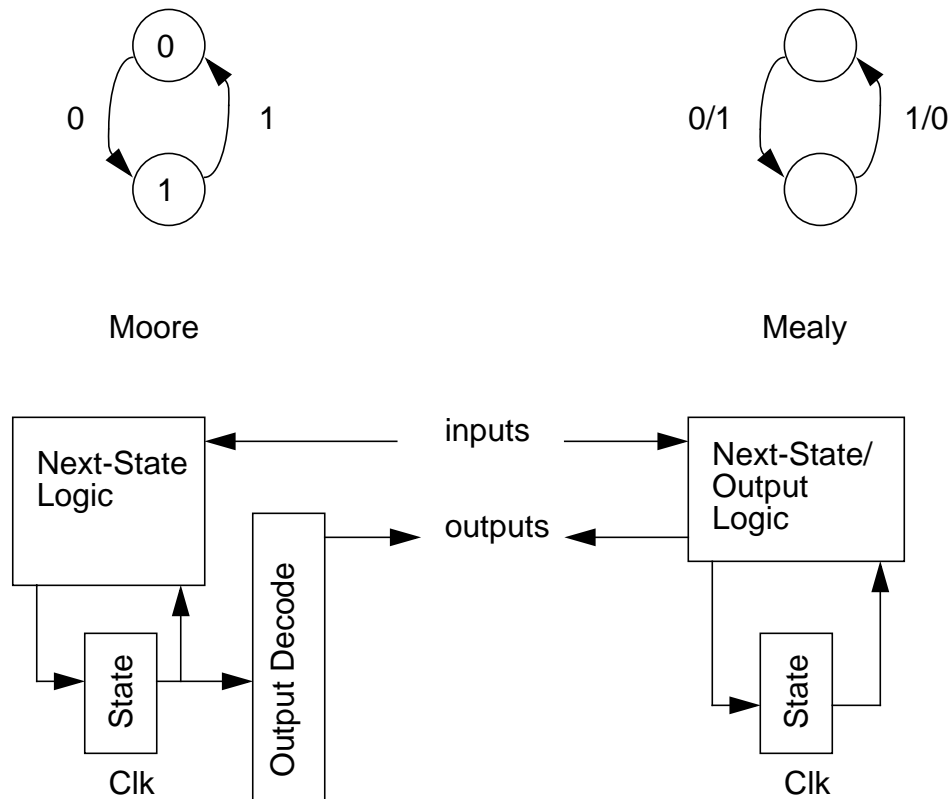 0
0 1
1
0/1 1/0
Moore
Mealy
inputs
outputs
Next-State
Logic
State
Clk
Output Decode
Next-State/
Output
Logic
State
Clk